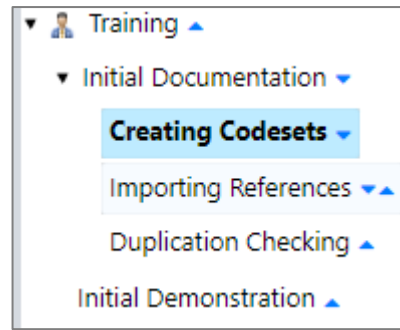 Training
Initial Documentation
Creating Codesets
Importing References
Duplication Checking
Initial Demonstration